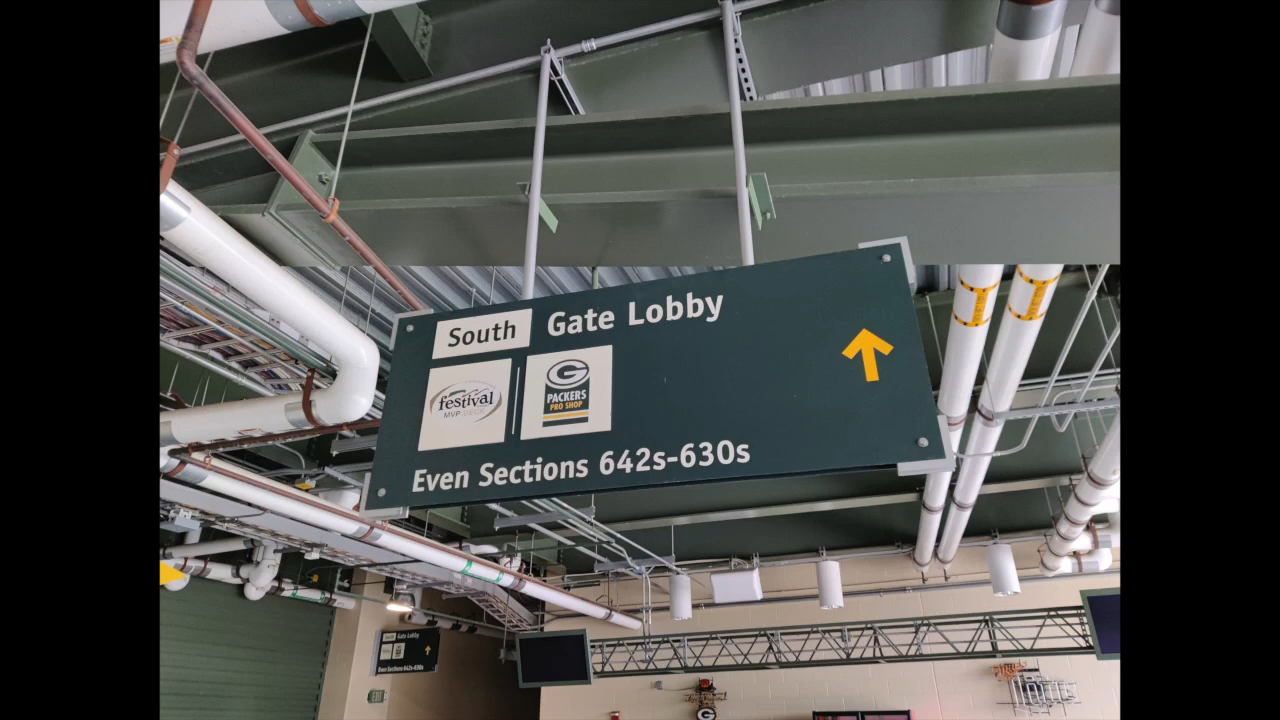 South Gate Lobby
festival
MVP DECK
G
PACKERS
PRO SHOP
Even Sections 642s-630s
Gate Lobby
Even Sections 642s-630s
EXIT
G